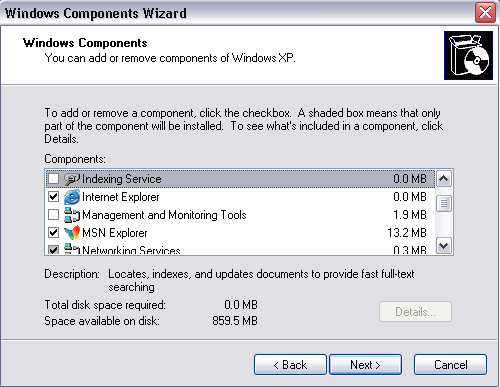 Windows Components Wizard
Windows Components
You can add or remove components of Windows XP.
To add or remove a component, click the checkbox. A shaded box means that only
part of the component will be installed. To see what's included in a component, click
Details.
Components:
Indexing Service 0.0 MB
Internet Explorer 0.0 MB
Management and Monitoring Tools 1.9 MB
MSN Explorer 13.2 MB
Networking Services 0.3 MB
Description: Locates, indexes, and updates documents to provide fast full-text
searching
Total disk space required: 0.0 MB
Space available on disk: 859.5 MB
Details...
< Back Next > Cancel